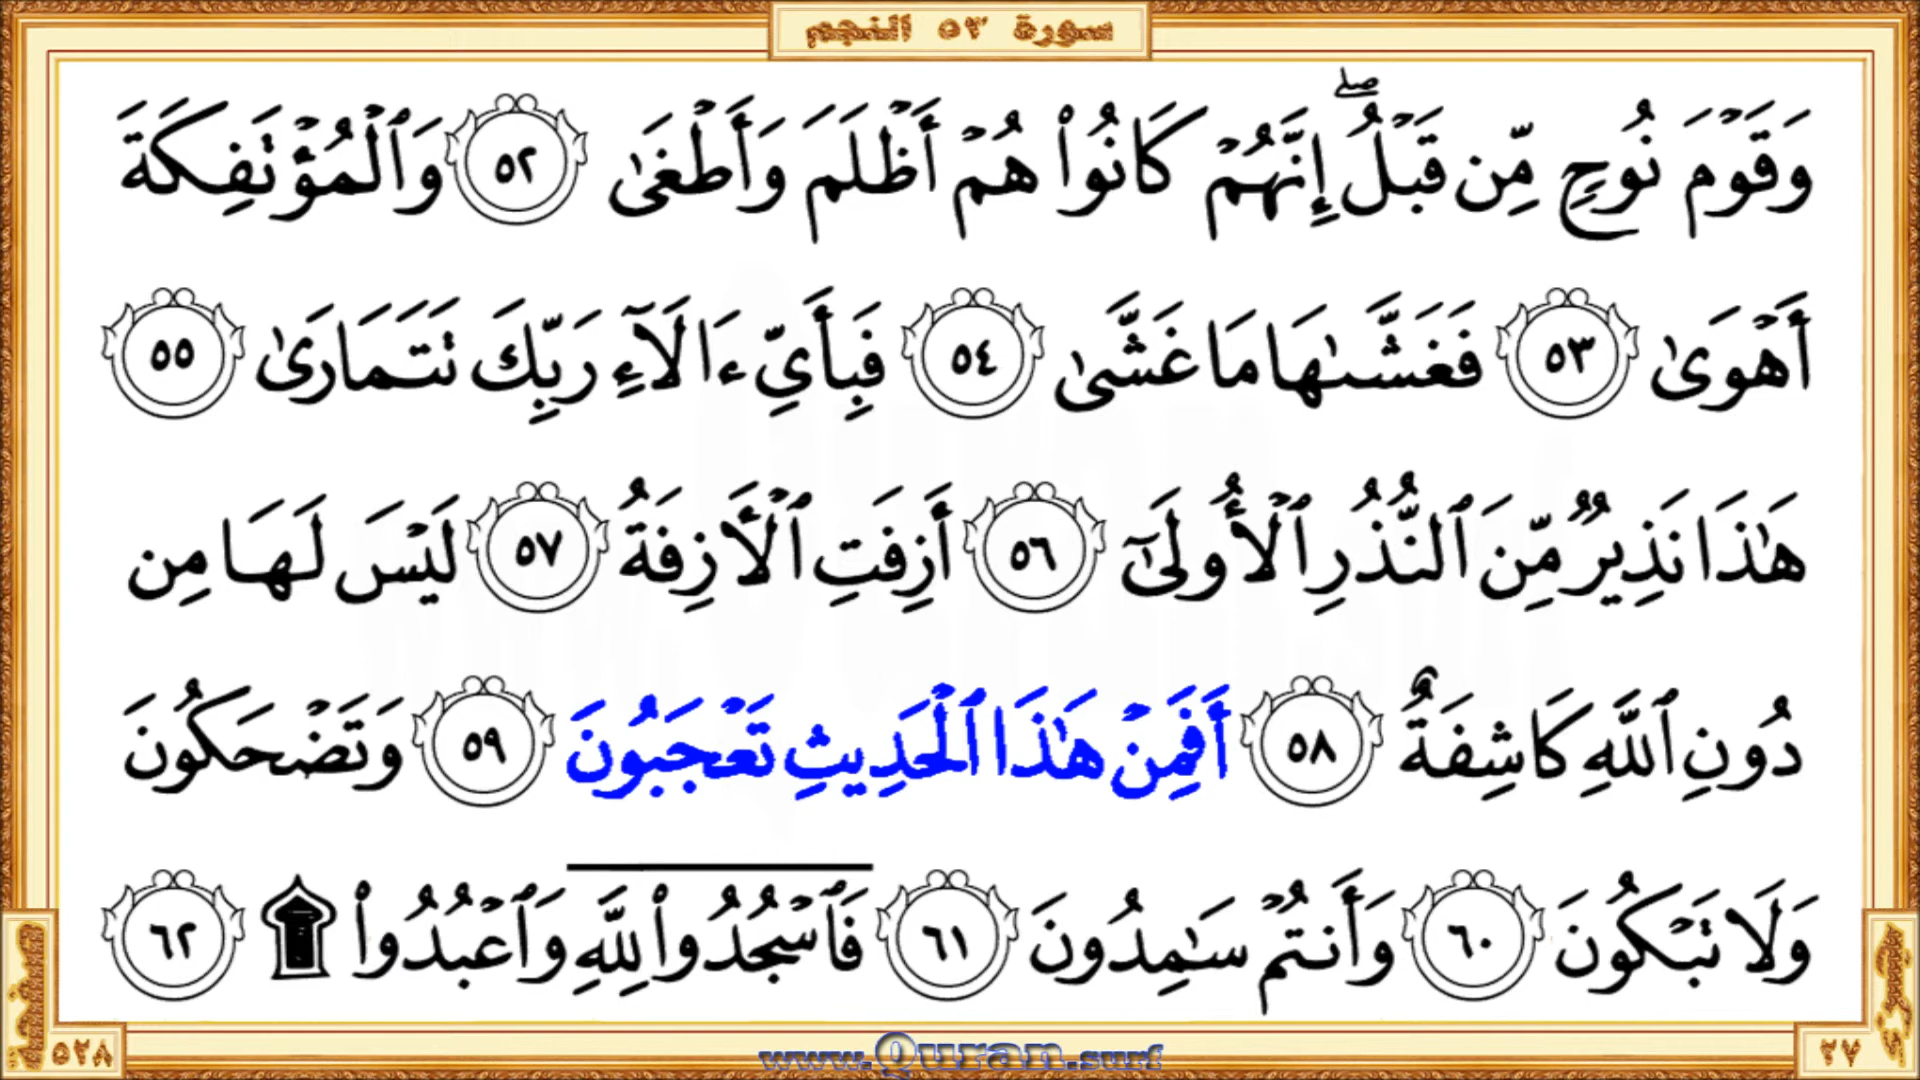 سورة ٥٣ النجم
وَقَوۡمَ نُوحٖ مِّن قَبۡلُۖ إِنَّهُمۡ كَانُواْ هُمۡ أَظۡلَمَ وَأَطۡغَىٰ ٥٢ وَٱلۡمُؤۡتَفِكَةَ
أَهۡوَىٰ ٥٣ فَغَشَّىٰهَا مَا غَشَّىٰ ٥٤ فَبِأَيِّ ءَالَآءِ رَبِّكَ تَتَمَارَىٰ ٥٥
هَٰذَا نَذِيرٞ مِّنَ ٱلنُّذُرِ ٱلۡأُولَىٰٓ ٥٦ أَزِفَتِ ٱلۡأٓزِفَةُ ٥٧ لَيۡسَ لَهَا مِن
دُونِ ٱللَّهِ كَاشِفَةٌ ٥٨ أَفَمِنۡ هَٰذَا ٱلۡحَدِيثِ تَعۡجَبُونَ ٥٩ وَتَضۡحَكُونَ
وَلَا تَبۡكُونَ ٦٠ وَأَنتُمۡ سَٰمِدُونَ ٦١ فَٱسۡجُدُواْۤ لِلَّهِ وَٱعۡبُدُواْ ۩ ٦٢
صفحة ٥٢٨
جزء ٢٧
www.Quran.surf